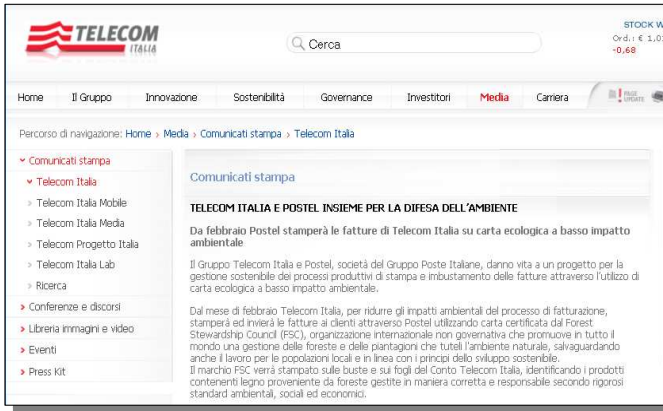 TELECOM
ITALIA
Cerca
STOCK W
Ord.: € 1,0
-0,68
Home Il Gruppo Innovazione Sostenibilità Governance Investitori Media Carriera PAGE
UPDATE
Percorso di navigazione: Home > Media > Comunicati stampa > Telecom Italia
Comunicati stampa
Telecom Italia
Telecom Italia Mobile
Telecom Italia Media
Telecom Progetto Italia
Telecom Italia Lab
Ricerca
Conferenze e discorsi
Libreria immagini e video
Eventi
Press Kit
Comunicati stampa
TELECOM ITALIA E POSTEL INSIEME PER LA DIFESA DELL'AMBIENTE
Da febbraio Postel stamperà le fatture di Telecom Italia su carta ecologica a basso impatto
ambientale
Il Gruppo Telecom Italia e Postel, società del Gruppo Poste Italiane, danno vita a un progetto per la
gestione sostenibile dei processi produttivi di stampa e imbustamento delle fatture attraverso l'utilizzo di
carta ecologica a basso impatto ambientale.
Dal mese di febbraio Telecom Italia, per ridurre gli impatti ambientali del processo di fatturazione,
stamperà ed invierà le fatture ai clienti attraverso Postel utilizzando carta certificata dal Forest
Stewardship Council (FSC), organizzazione internazionale non governativa che promuove in tutto il
mondo una gestione delle foreste e delle piantagioni che tuteli l'ambiente naturale, salvaguardando
anche il lavoro per le popolazioni locali e in linea con i principi dello sviluppo sostenibile.
Il marchio FSC verrà stampato sulle buste e sui fogli del Conto Telecom Italia, identificando i prodotti
contenenti legno proveniente da foreste gestite in maniera corretta e responsabile secondo rigorosi
standard ambientali, sociali ed economici.